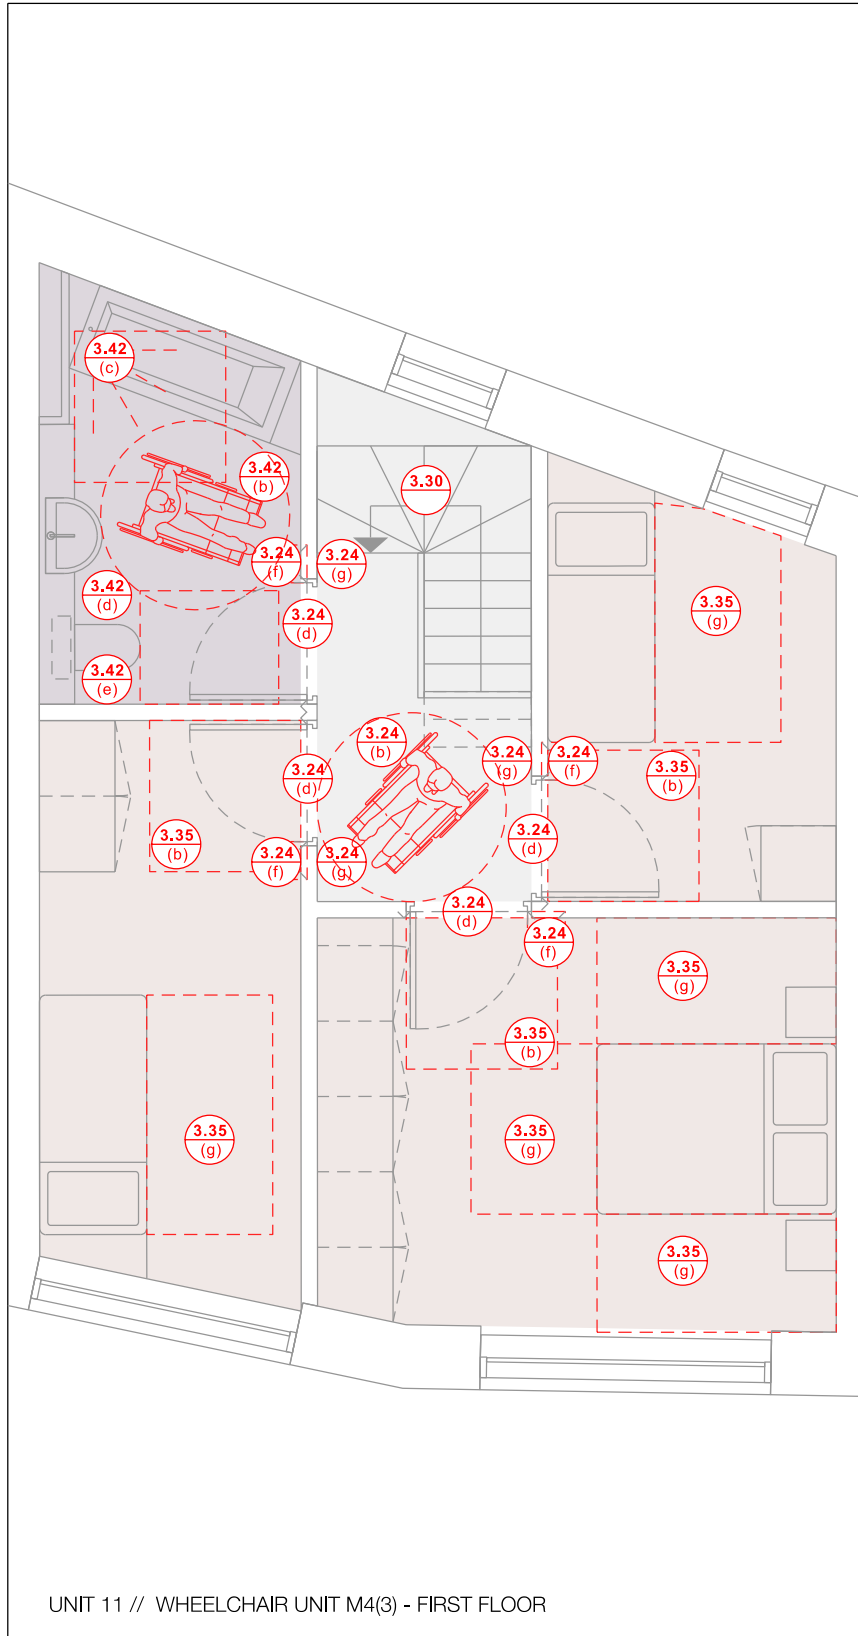 3.42
(c)
3.42
(b)
3.30
3.24
(f)
3.24
(g)
3.42
(d)
3.24
(d)
3.35
(g)
3.42
(e)
3.24
(b)
3.24
(g)
3.24
(f)
3.24
(d)
3.35
(b)
3.35
(b)
3.24
(d)
3.24
(f)
3.24
(g)
3.24
(d)
3.24
(f)
3.35
(g)
3.35
(b)
3.35
(g)
3.35
(g)
3.35
(g)
UNIT 11 // WHEELCHAIR UNIT M4(3) - FIRST FLOOR